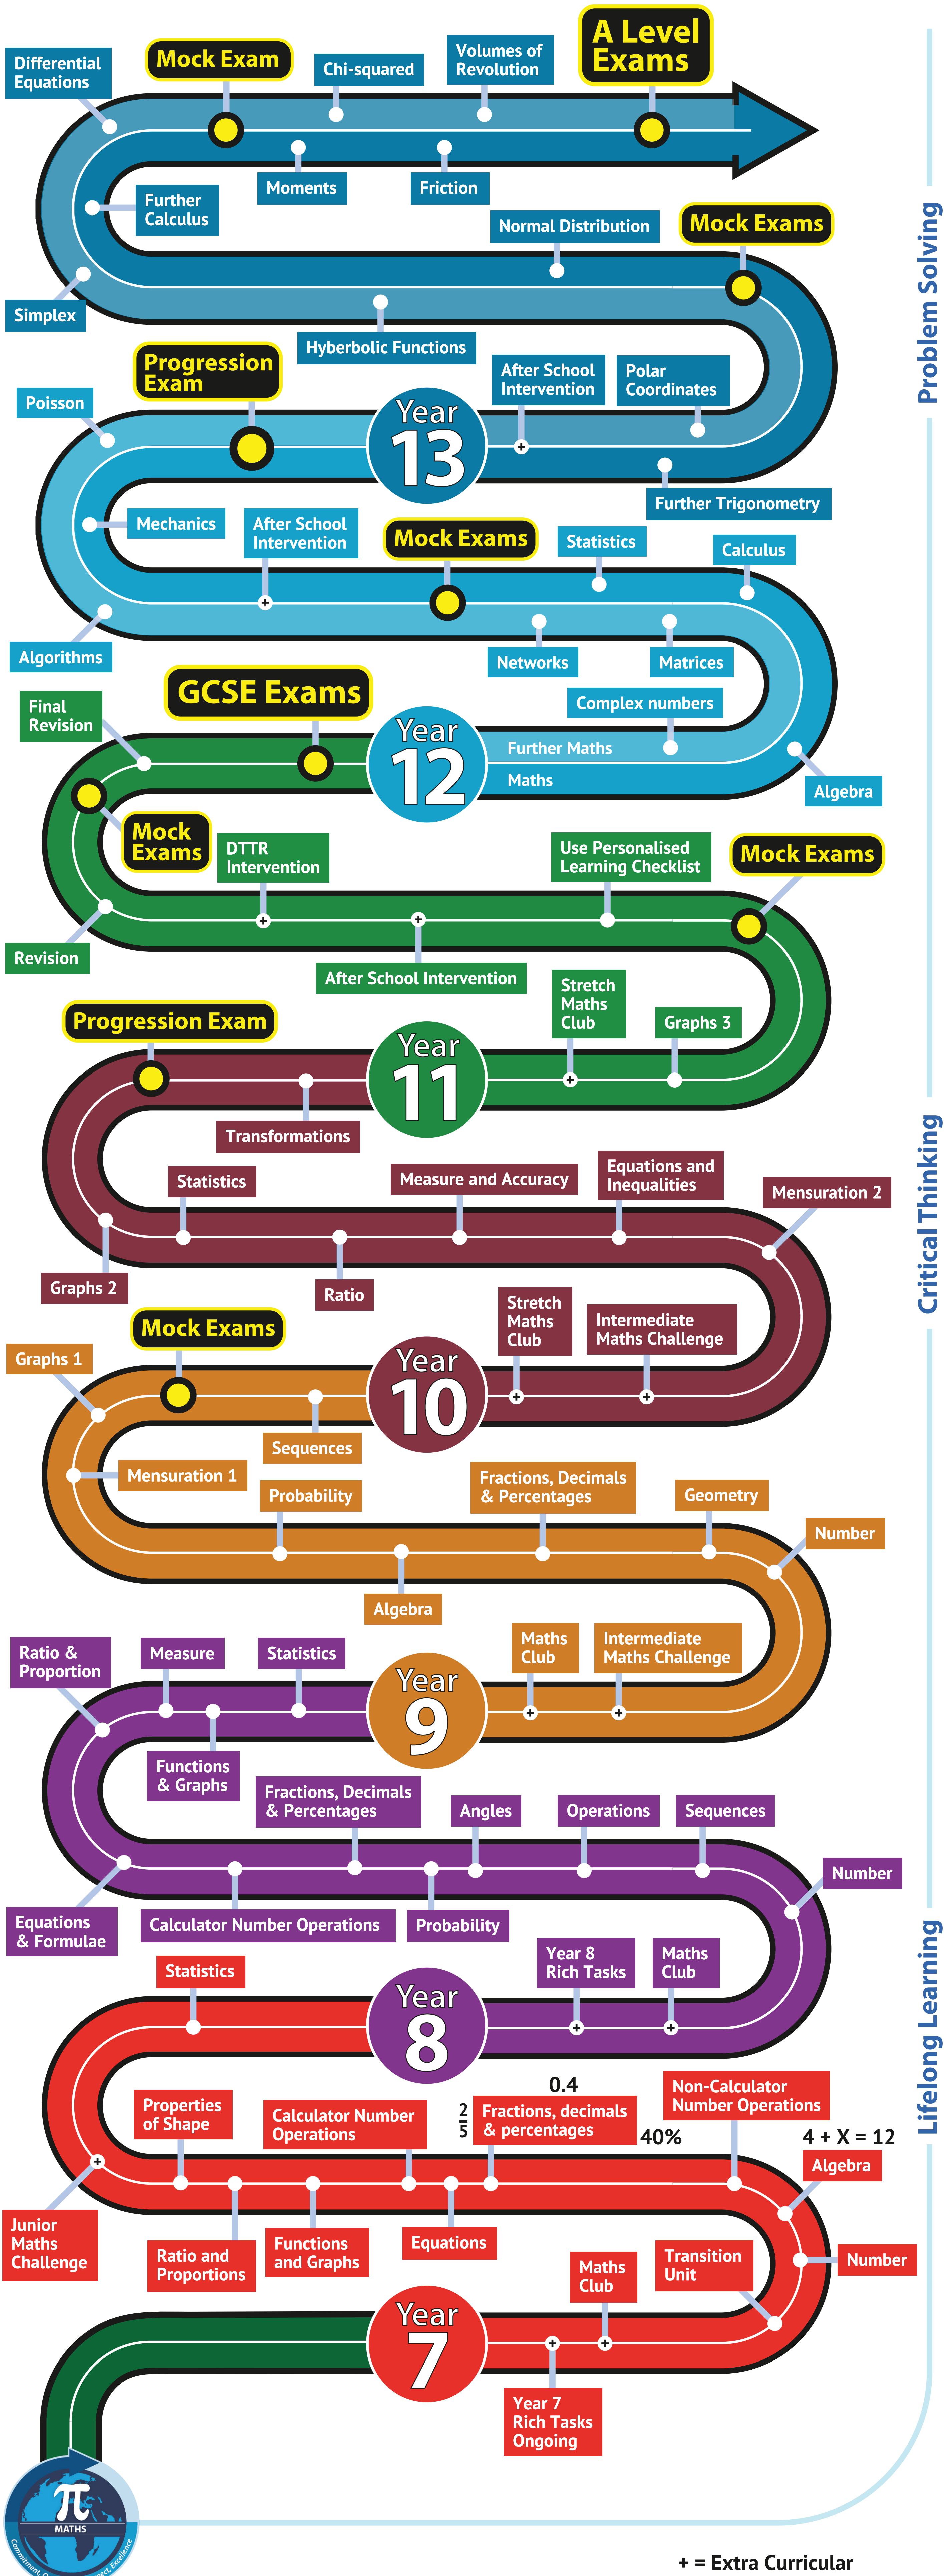 A Level
Exams
Mock Exam
Volumes of
Revolution
Chi-squared
Differential
Equations
Moments
Friction
Further
Calculus
Normal Distribution
Mock Exams
Simplex
Hyberbolic Functions
Progression
Exam
After School
Intervention
Polar
Coordinates
Poisson
Year
13
Further Trigonometry
Mechanics
After School
Intervention
Mock Exams
Statistics
Calculus
Algorithms
Networks
Matrices
GCSE Exams
Complex numbers
Final
Revision
Year
12
Further Maths
Maths
Algebra
Mock
Exams
DTTR
Intervention
Use Personalised
Learning Checklist
Mock Exams
Revision
After School Intervention
Stretch
Maths
Club
Graphs 3
Progression Exam
Year
11
Transformations
Statistics
Measure and Accuracy
Equations and
Inequalities
Mensuration 2
Graphs 2
Ratio
Stretch
Maths
Club
Intermediate
Maths Challenge
Mock Exams
Graphs 1
Year
10
Sequences
Mensuration 1
Probability
Fractions, Decimals
& Percentages
Geometry
Number
Algebra
Maths
Club
Intermediate
Maths Challenge
Ratio &
Proportion
Measure
Statistics
Year
9
Functions
& Graphs
Fractions, Decimals
& Percentages
Angles
Operations
Sequences
Number
Equations
& Formulae
Calculator Number Operations
Probability
Year 8
Rich Tasks
Maths
Club
Statistics
Year
8
0.4
Non-Calculator
Number Operations
Properties
of Shape
Calculator Number
Operations
2
5
Fractions, decimals
& percentages
40%
4 + X = 12
Algebra
Junior
Maths
Challenge
Ratio and
Proportions
Functions
and Graphs
Equations
Transition
Unit
Number
Maths
Club
Year
7
Year 7
Rich Tasks
Ongoing
Problem Solving
Critical Thinking
Lifelong Learning
π
MATHS
Commitment,
Excellence
+ = Extra Curricular